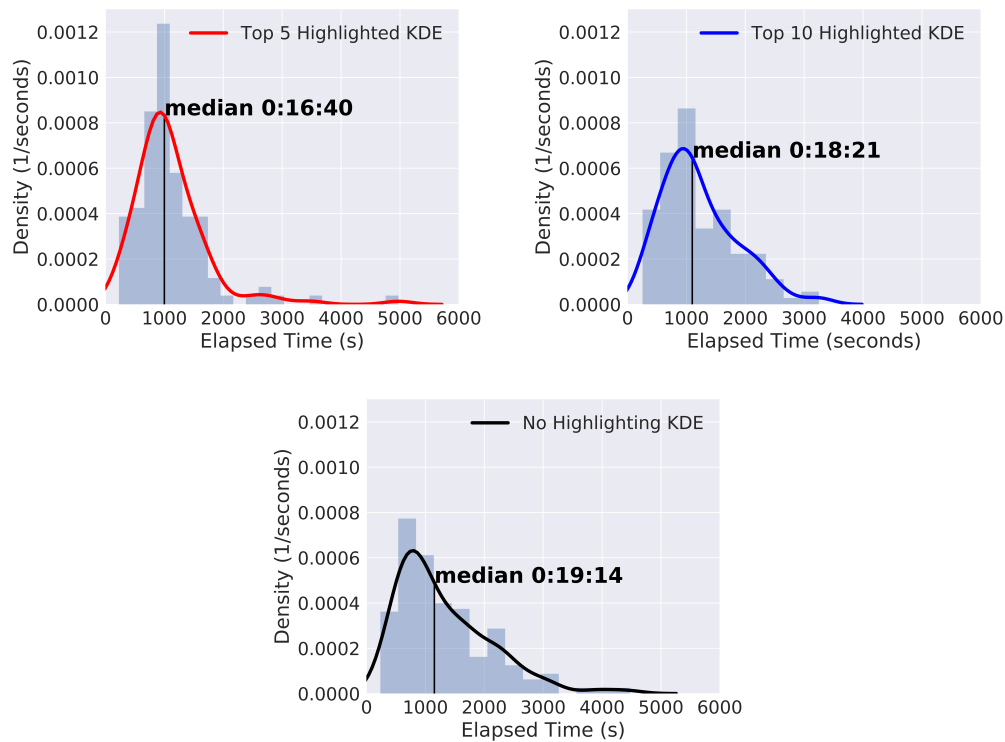 Top 5 Highlighted KDE
median 0:16:40
Density (1/seconds)
0.0012
0.0010
0.0008
0.0006
0.0004
0.0002
0.0000
0 1000 2000 3000 4000 5000 6000
Elapsed Time (s)
Top 10 Highlighted KDE
median 0:18:21
Density (1/seconds)
0.0012
0.0010
0.0008
0.0006
0.0004
0.0002
0.0000
0 1000 2000 3000 4000 5000 6000
Elapsed Time (seconds)
No Highlighting KDE
median 0:19:14
Density (1/seconds)
0.0012
0.0010
0.0008
0.0006
0.0004
0.0002
0.0000
0 1000 2000 3000 4000 5000 6000
Elapsed Time (s)